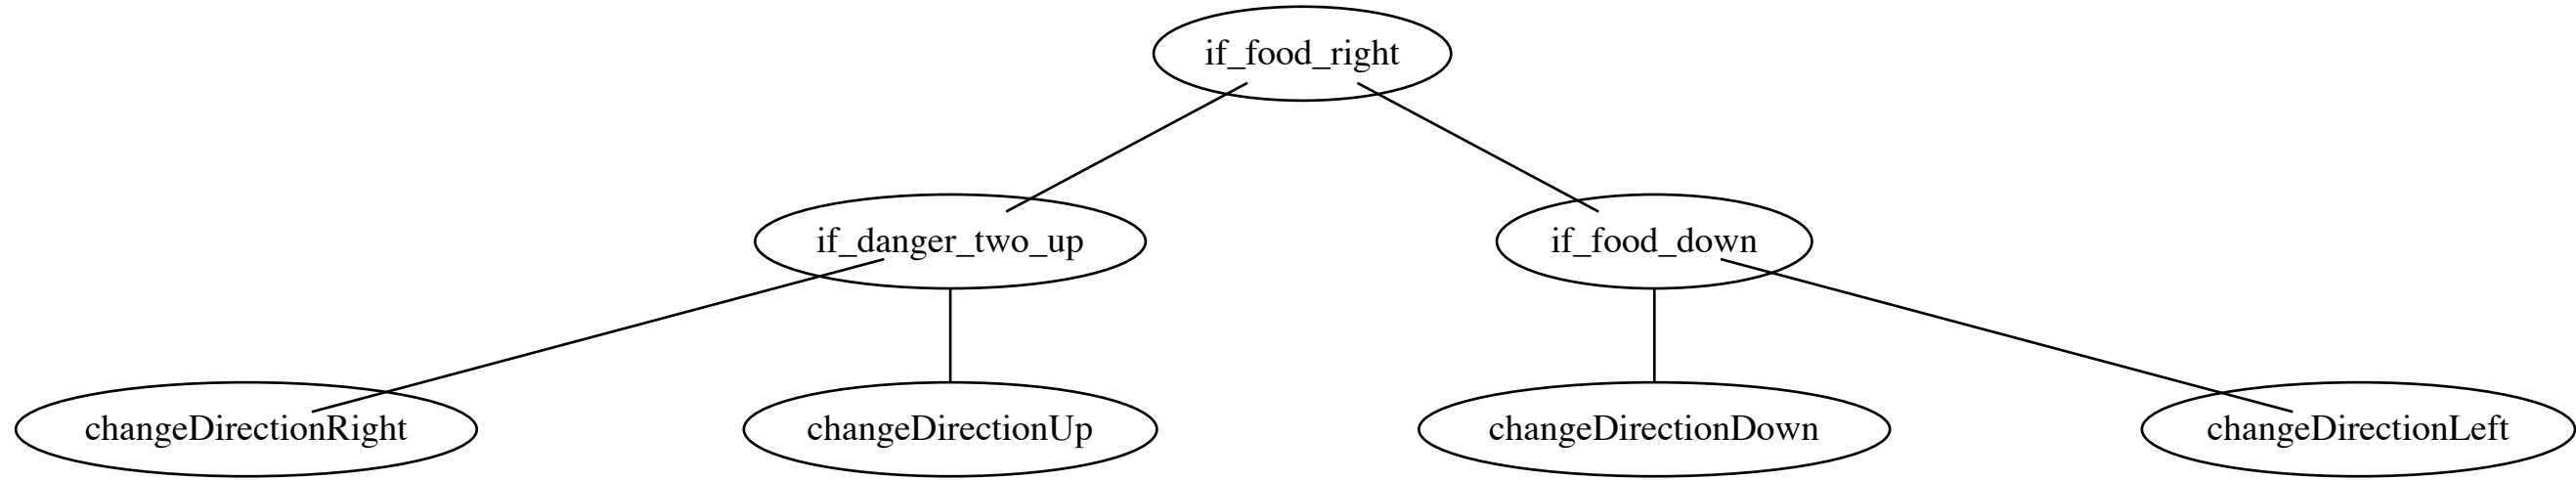 if_food_right
if_danger_two_up
if_food_down
changeDirectionRight
changeDirectionUp
changeDirectionDown
changeDirectionLeft